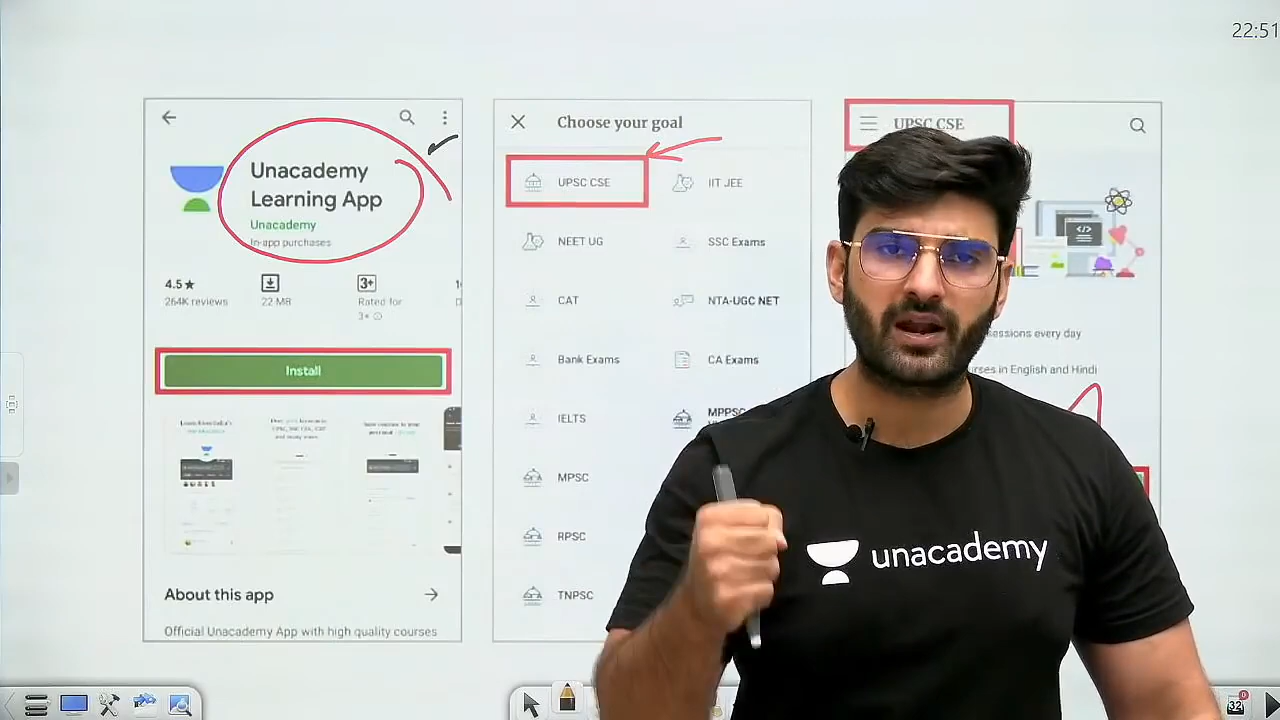 22:51
Unacademy
Learning App
Unacademy
In-app purchases
4.5★
264K reviews
22 MB
3+
Rated for
3+
Install
About this app
Official Unacademy App with high quality courses
Choose your goal
UPSC CSE
IIT JEE
NEET UG
SSC Exams
CAT
NTA-UGC NET
Bank Exams
CA Exams
IELTS
MPPSC
MPSC
RPSC
TNPSC
UPSC CSE
essions every day
urses in English and Hindi
unacademy
32